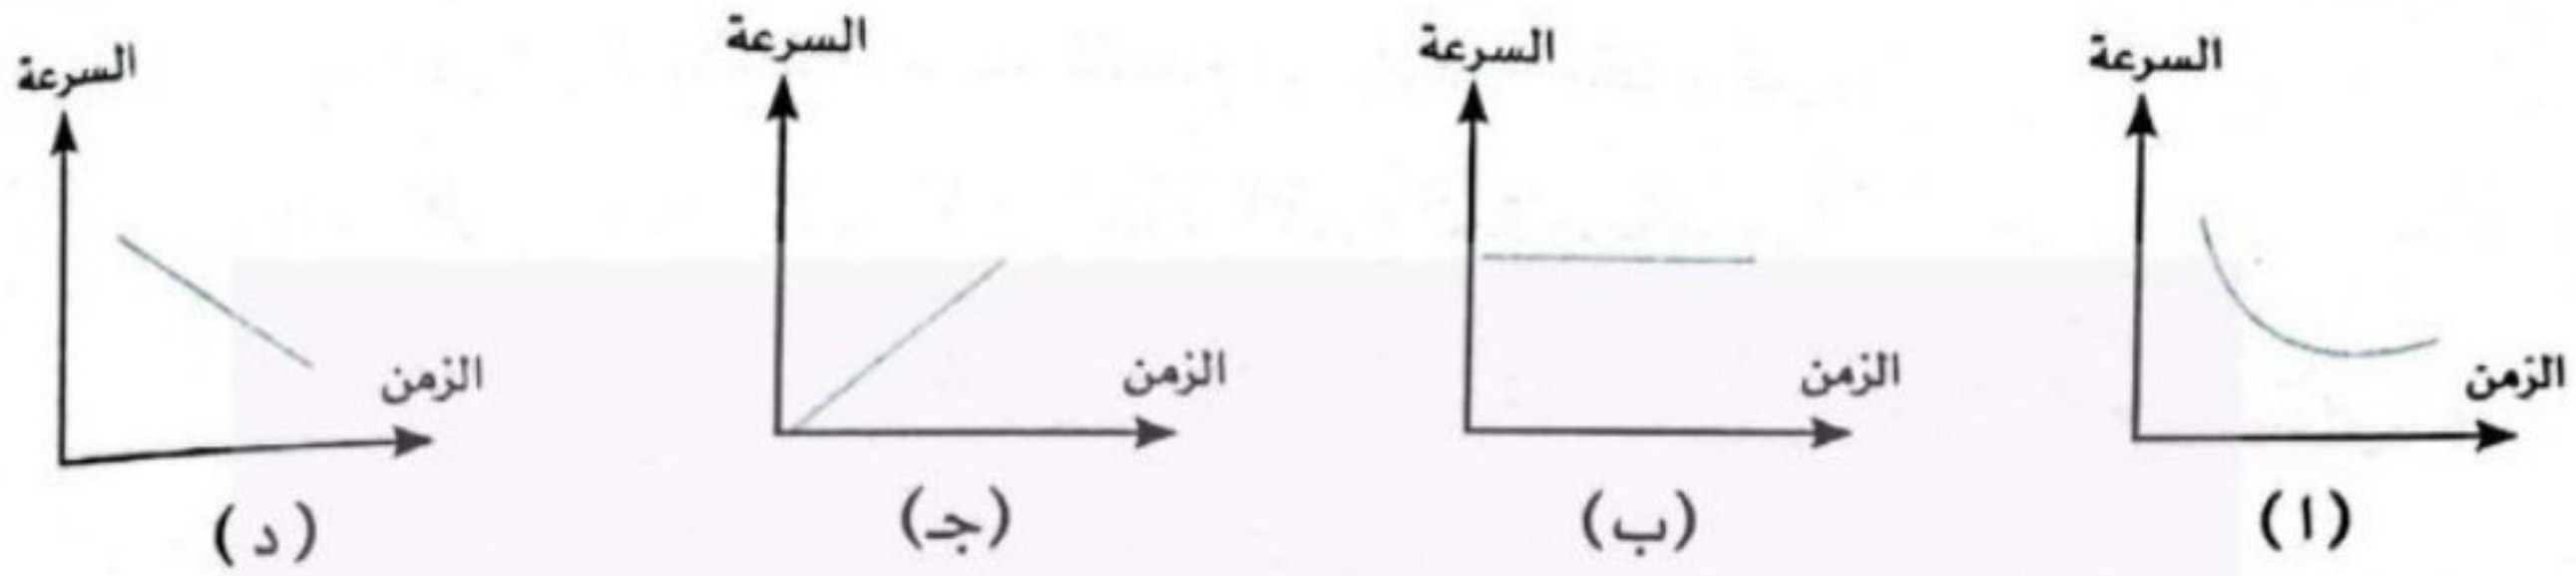 السرعة
الزمن
(ا)
السرعة
الزمن
(ب)
السرعة
الزمن
(جـ)
السرعة
الزمن
(د)